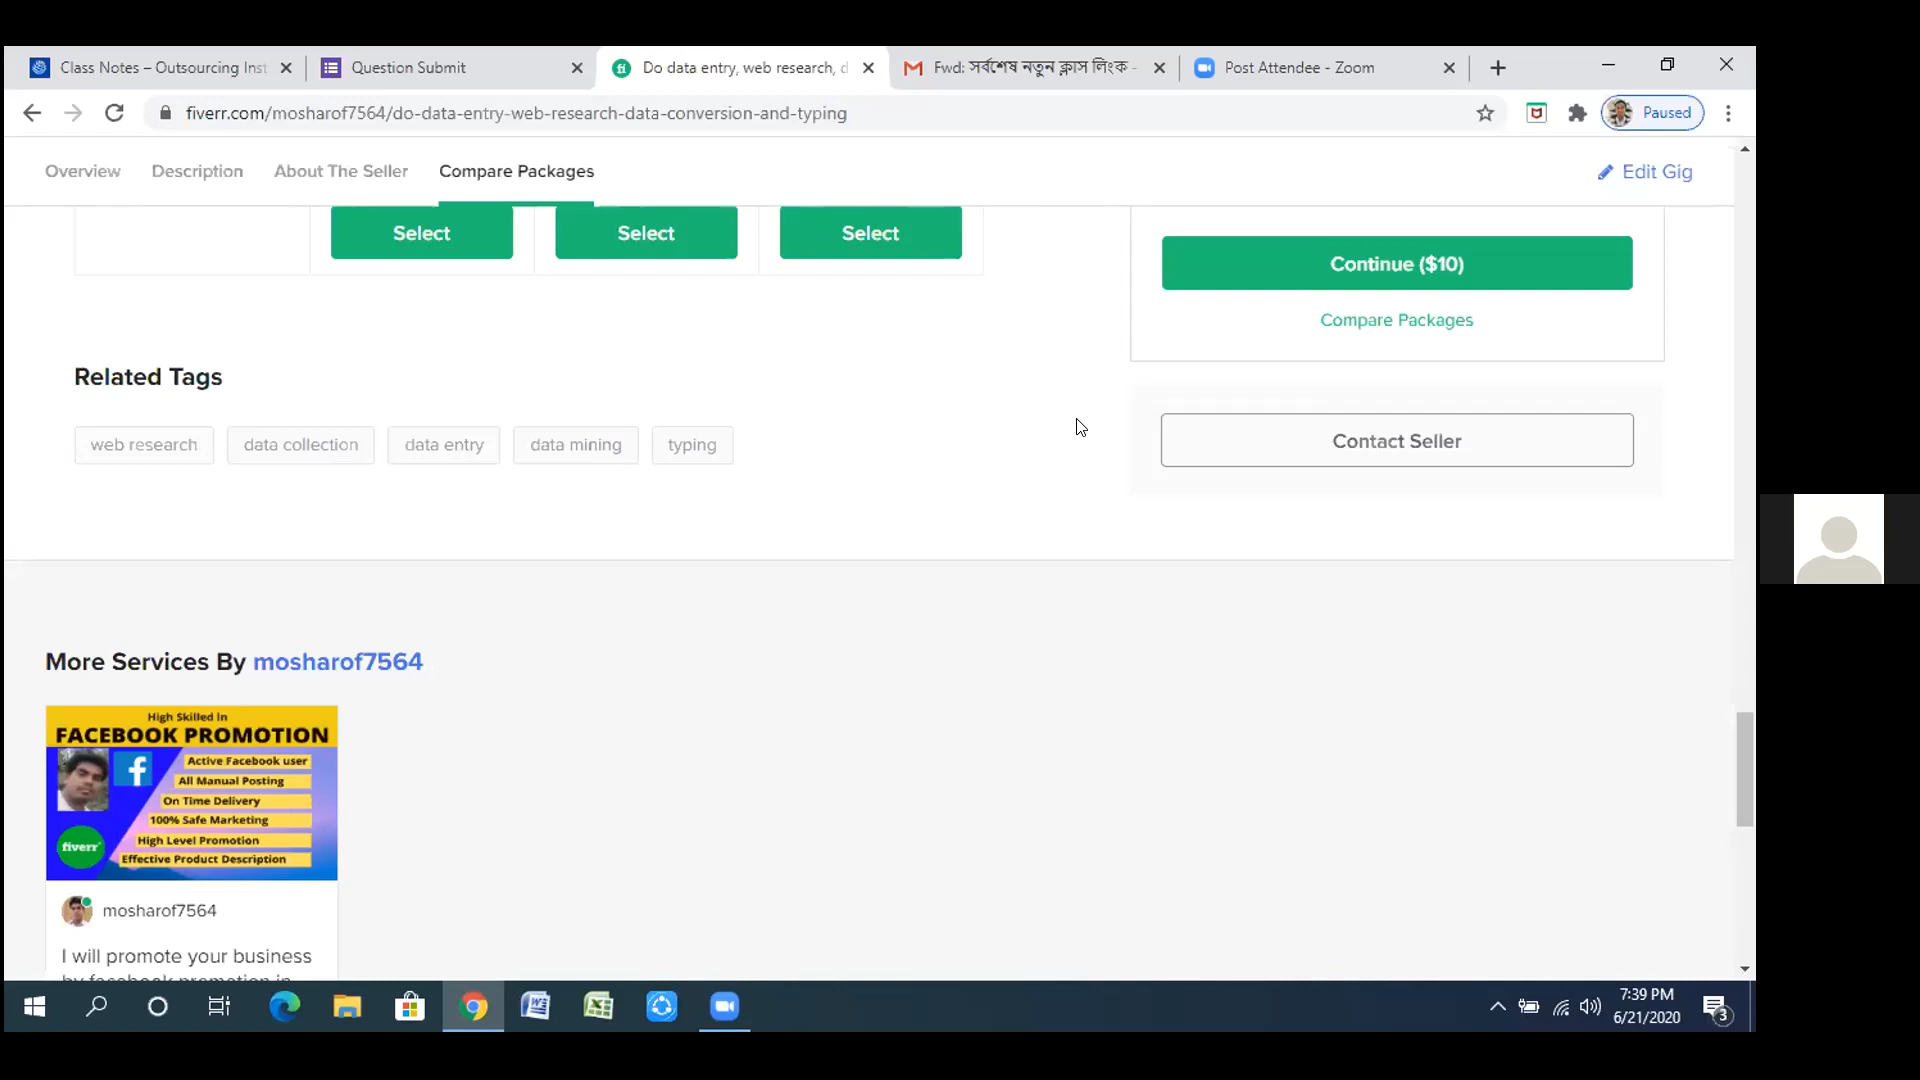 Class Notes – Outsourcing Inst
Question Submit
Do data entry, web research, d
Fwd: সর্বশেষ নতুন ক্লাস লিংক -
Post Attendee - Zoom
fiverr.com/mosharof7564/do-data-entry-web-research-data-conversion-and-typing
Paused
Overview
Description
About The Seller
Compare Packages
Edit Gig
Select
Select
Select
Continue ($10)
Compare Packages
Related Tags
web research
data collection
data entry
data mining
typing
Contact Seller
More Services By mosharof7564
High Skilled In
FACEBOOK PROMOTION
Active Facebook user
All Manual Posting
On Time Delivery
100% Safe Marketing
High Level Promotion
Effective Product Description
fiverr
mosharof7564
I will promote your business
by facebook promotion in
7:39 PM
6/21/2020
3